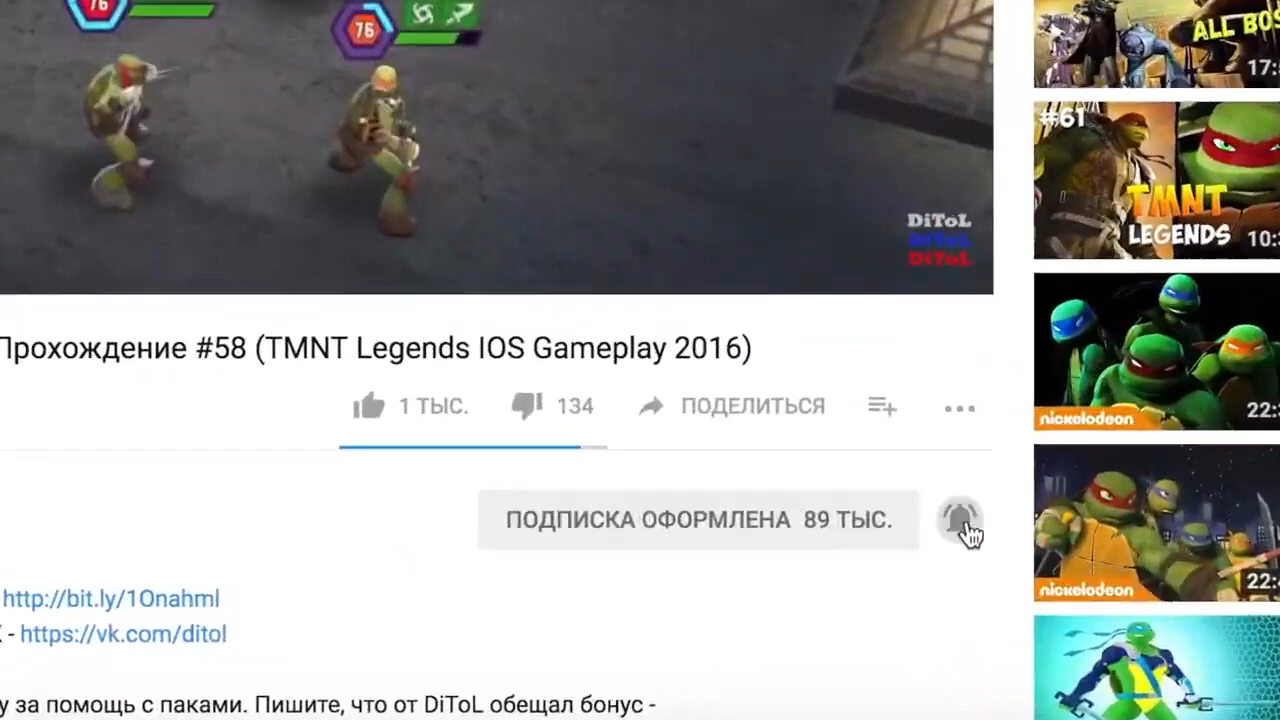 76
76
DiToL
DiToL
DiToL
Прохождение #58 (TMNT Legends IOS Gameplay 2016)
1 ТЫС.
134
ПОДЕЛИТЬСЯ
ПОДПИСКА ОФОРМЛЕНА 89 ТЫС.
http://bit.ly/1Onahml
- https://vk.com/ditol
у за помощь с паками. Пишите, что от DiToL обещал бонус -
ALL BOS
17:
#61
TMNT
LEGENDS
10:
nickelodeon
22:
nickelodeon
22: